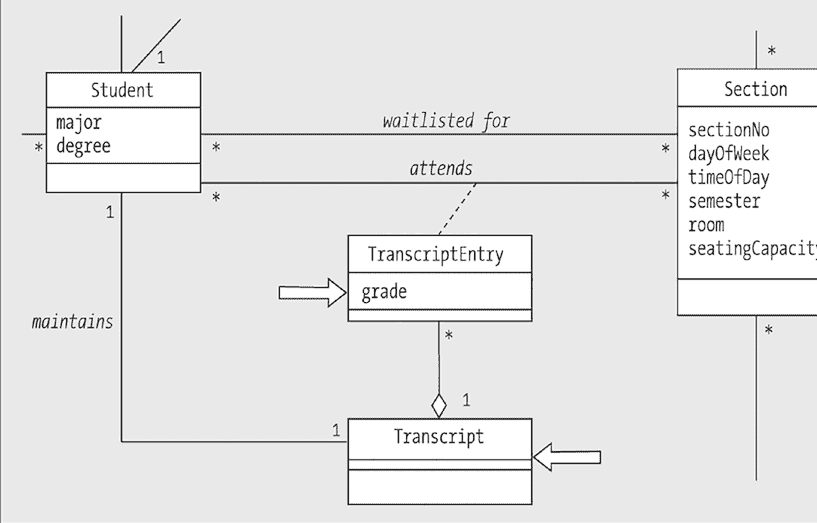 1
*
Student
Section
major
degree
*
*
waitlisted for
*
sectionNo
dayOfWeek
timeOfDay
semester
room
seatingCapacity
attends
*
*
1
TranscriptEntry
grade
maintains
*
*
1
1
Transcript